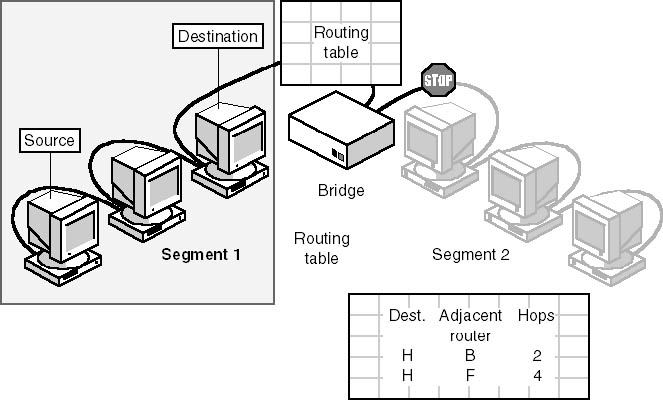 Destination
Routing
table
STOP
Source
Bridge
Segment 1
Routing
table
Segment 2
Dest. Adjacent Hops
router
H B 2
H F 4